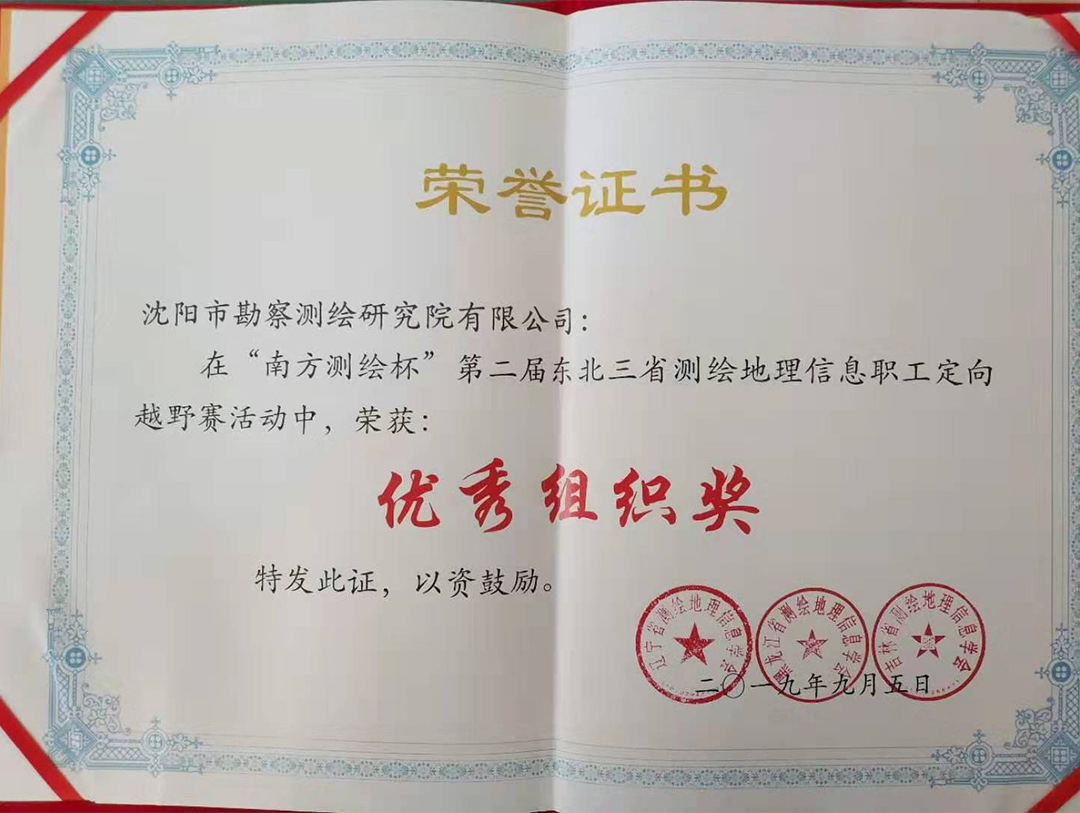 荣誉证书
沈阳市勘察测绘研究院有限公司：
在“南方测绘杯”第二届东北三省测绘地理信息职工定向
越野赛活动中，荣获：
优秀组织奖
特发此证，以资鼓励。
辽宁省测绘地理信息学会
黑龙江省测绘地理信息学会
吉林省测绘地理信息学会
二〇一九年九月五日